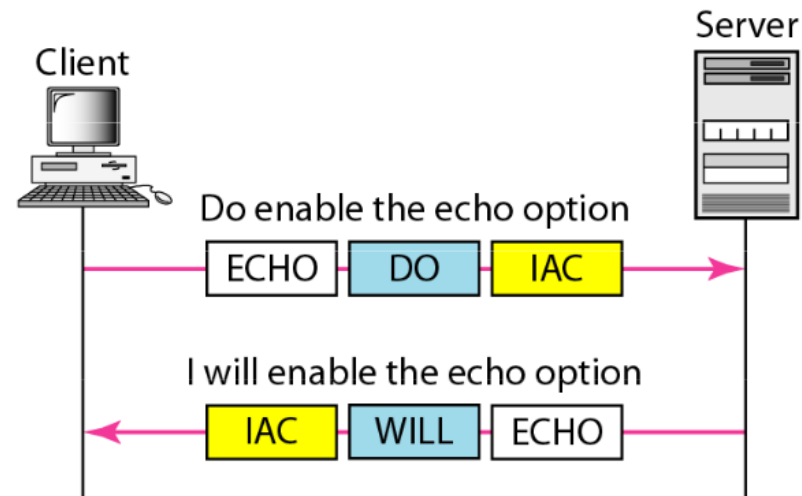 Server
Client
Do enable the echo option
ECHO DO IAC
I will enable the echo option
IAC WILL ECHO